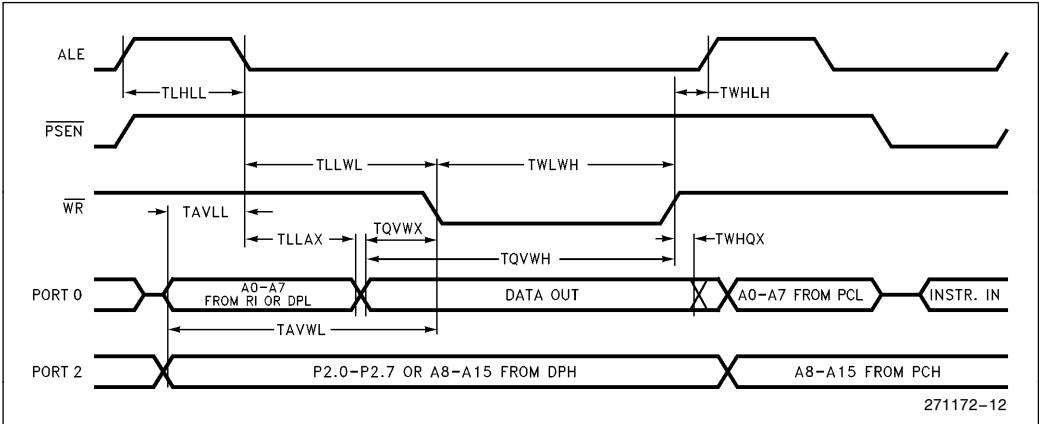 ALE
TLHLL
TWHLH
PSEN
TLLWL
TWLWH
WR
TAVLL
TQVWX
TLLAX
TWHQX
TQVWH
PORT 0
A0–A7
FROM RI OR DPL
DATA OUT
A0–A7 FROM PCL
INSTR. IN
TAVWL
PORT 2
P2.0–P2.7 OR A8–A15 FROM DPH
A8–A15 FROM PCH
271172–12